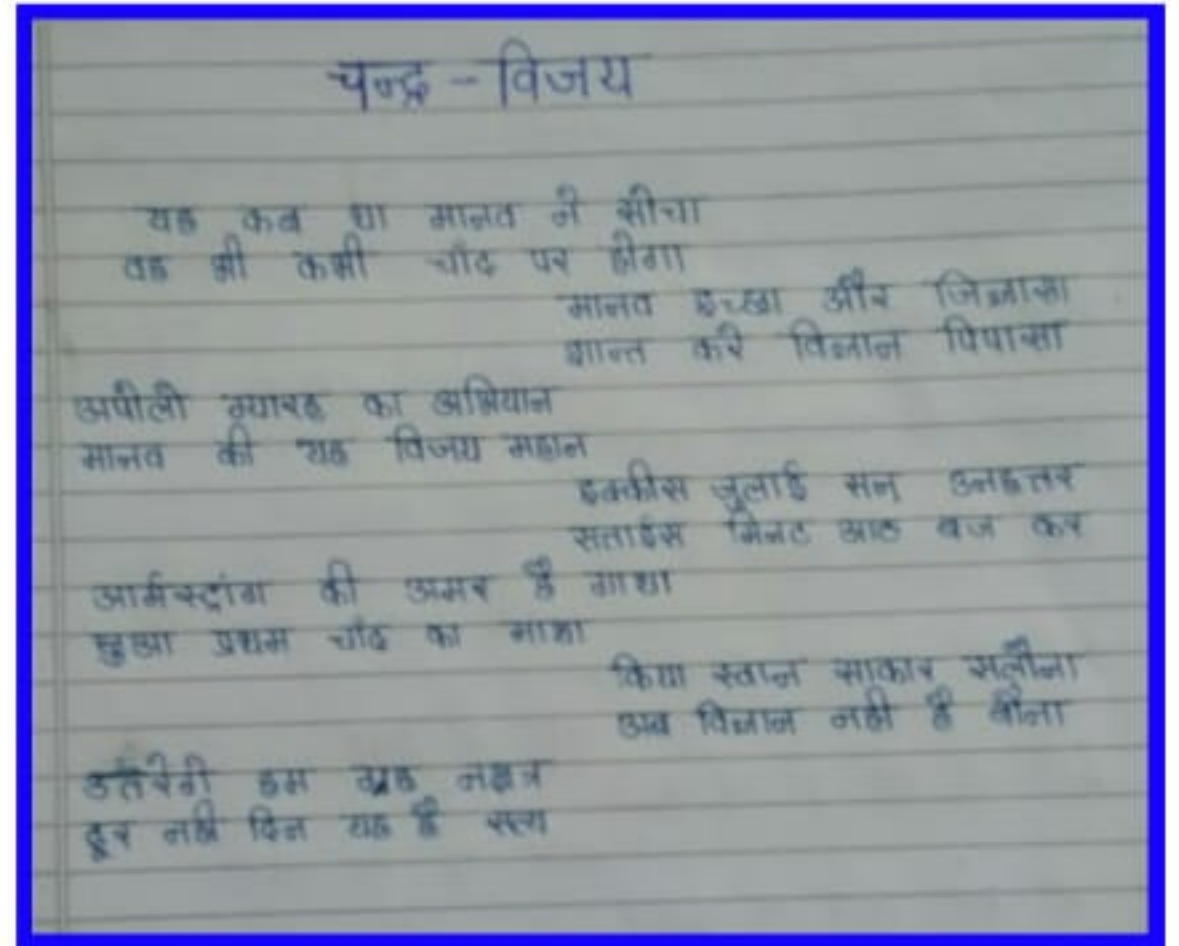 चन्द्र - विजय
यह कब था मानव ने सोचा
वह भी कभी चाँद पर होगा
मानव इच्छा और जिज्ञासा
शान्त करे विज्ञान पिपासा
अपोलो ग्यारह का अभियान
मानव की यह विजय महान
इक्कीस जुलाई सन् उनहत्तर
सताईस मिनट आठ बज कर
आर्मस्ट्रांग की अमर है गाथा
छुआ प्रथम चाँद का माथा
किया स्वप्न साकार सलौना
अब विज्ञान नही है बौना
उतरेगें हम ग्रह नक्षत्र
दूर नही दिन यह है सत्य